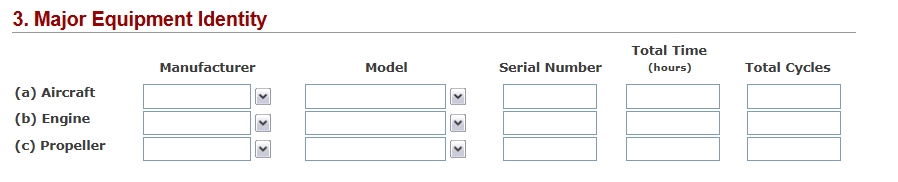 3. Major Equipment Identity
Manufacturer Model Serial Number Total Time (hours) Total Cycles
(a) Aircraft
(b) Engine
(c) Propeller